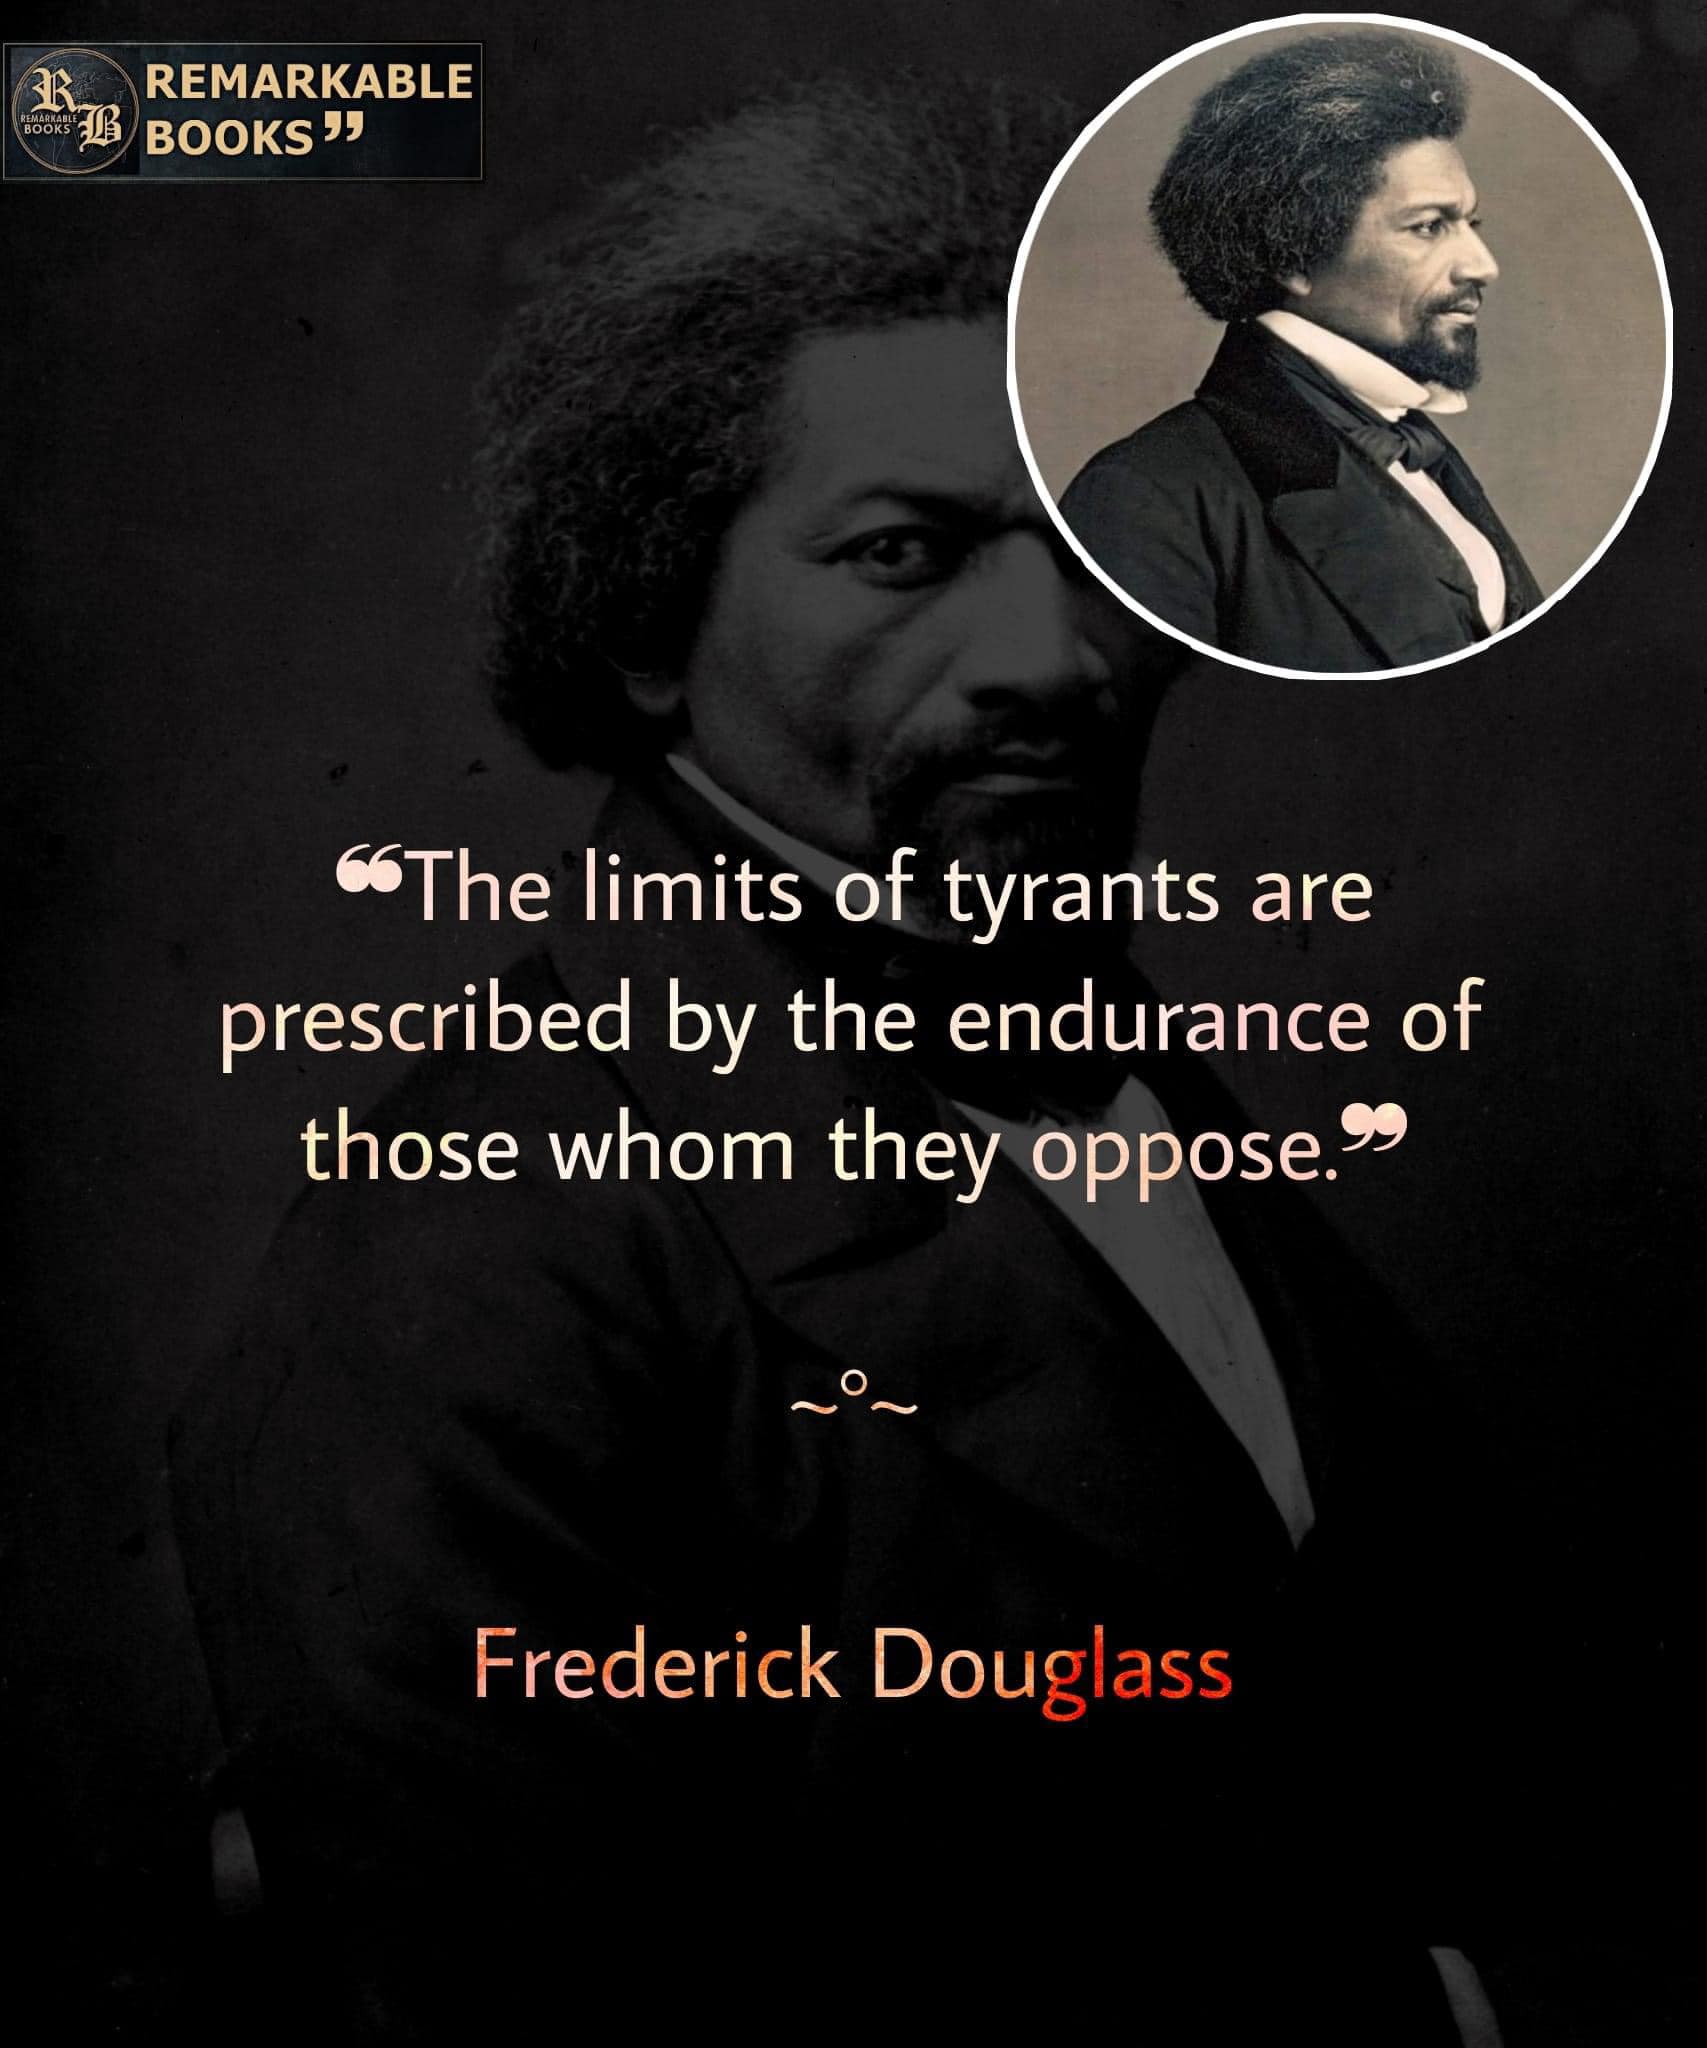 REMARKABLE
BOOKS”
R
B
REMARKABLE
BOOKS
“The limits of tyrants are
prescribed by the endurance of
those whom they oppose.”
~°~
Frederick Douglass